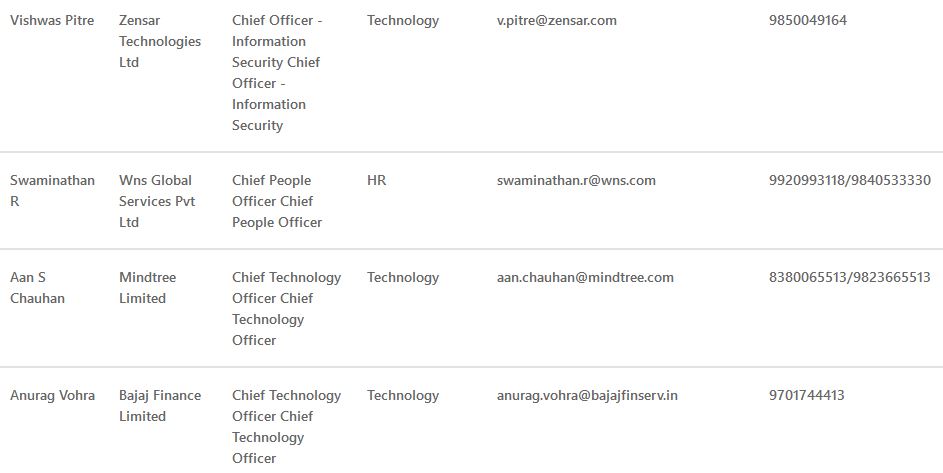 Vishwas Pitre Zensar Chief Officer - Technology v.pitre@zensar.com 9850049164
Technologies Information
Ltd Security Chief
Officer -
Information
Security
Swaminathan Wns Global Chief People HR swaminathan.r@wns.com 9920993118/9840533330
R Services Pvt Officer Chief
Ltd People Officer
Aan S Mindtree Chief Technology Technology aan.chauhan@mindtree.com 8380065513/9823665513
Chauhan Limited Officer Chief
Technology
Officer
Anurag Vohra Bajaj Finance Chief Technology Technology anurag.vohra@bajajfinserv.in 9701744413
Limited Officer Chief
Technology
Officer